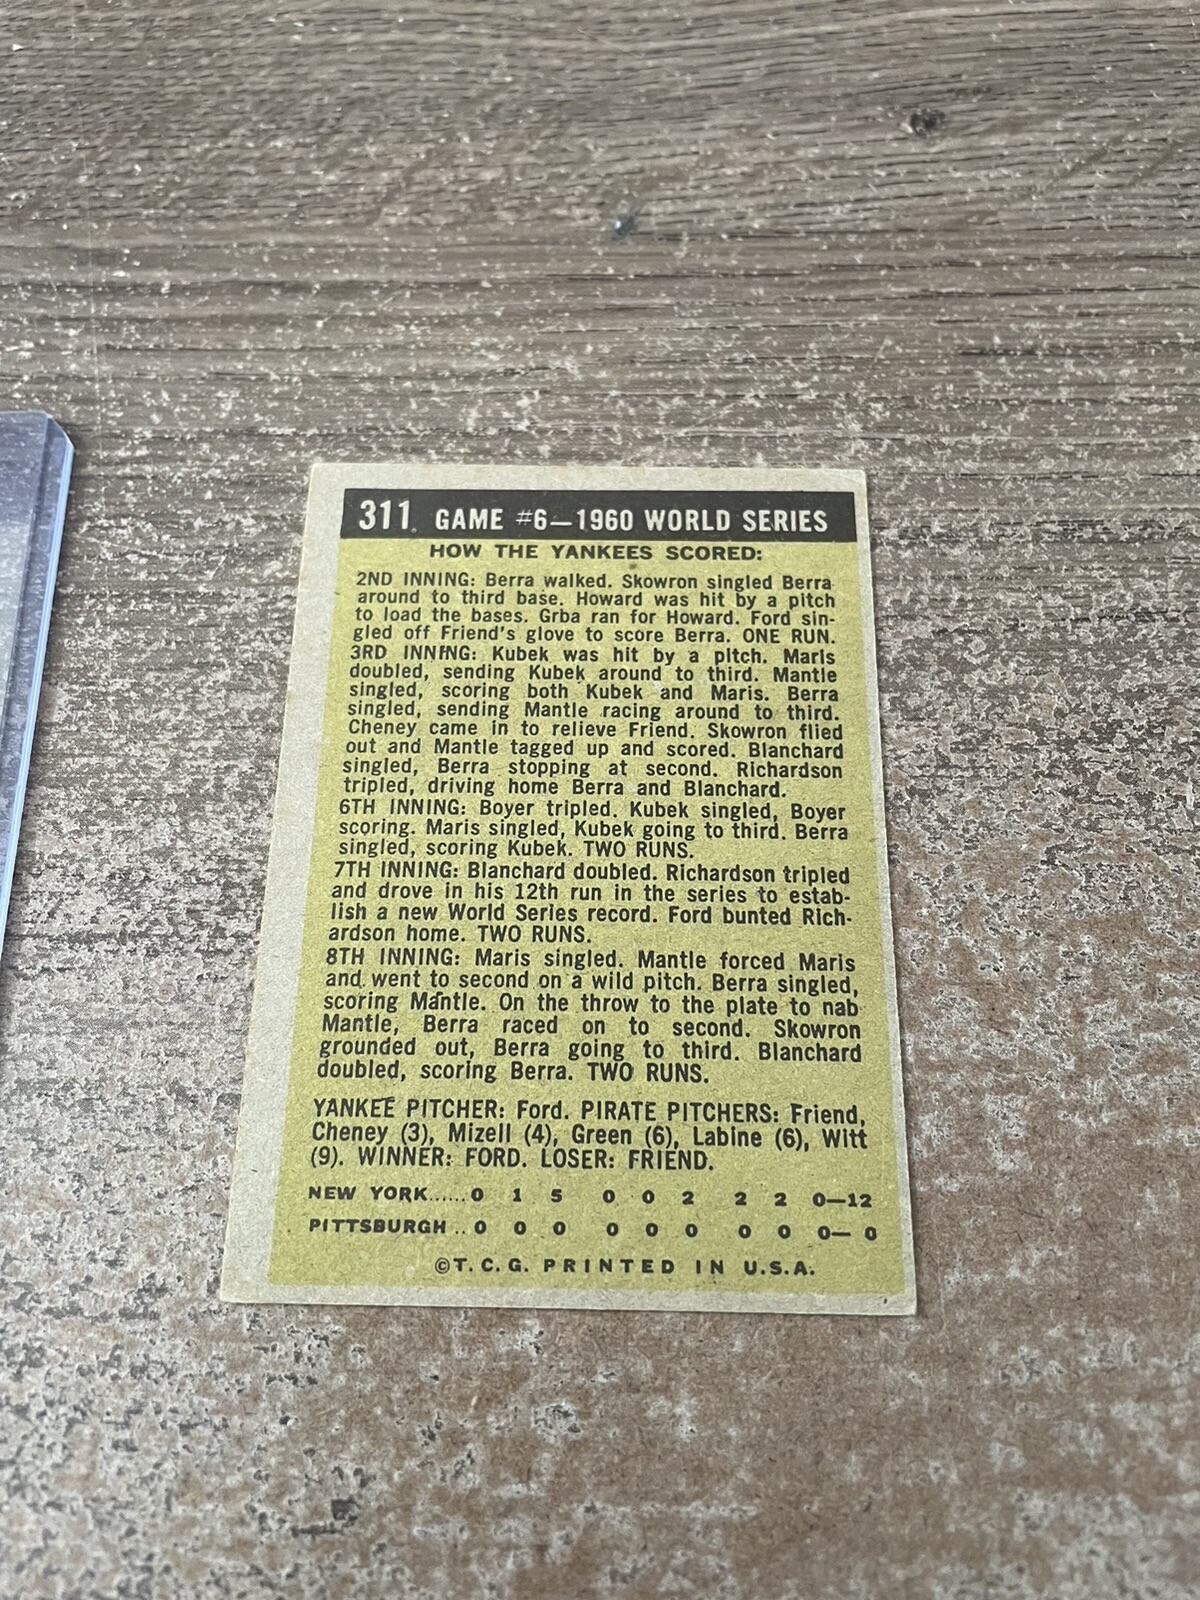 311. GAME #6—1960 WORLD SERIES
HOW THE YANKEES SCORED:
2ND INNING: Berra walked. Skowron singled Berra
around to third base. Howard was hit by a pitch
to load the bases. Grba ran for Howard. Ford sin-
gled off Friend's glove to score Berra. ONE RUN.
3RD INNING: Kubek was hit by a pitch. Maris
doubled, sending Kubek around to third. Mantle
singled, scoring both Kubek and Maris. Berra
singled, sending Mantle racing around to third.
Cheney came in to relieve Friend. Skowron flied
out and Mantle tagged up and scored. Blanchard
singled, Berra stopping at second. Richardson
tripled, driving home Berra and Blanchard.
6TH INNING: Boyer tripled. Kubek singled, Boyer
scoring. Maris singled, Kubek going to third. Berra
singled, scoring Kubek. TWO RUNS.
7TH INNING: Blanchard doubled. Richardson tripled
and drove in his 12th run in the series to estab-
lish a new World Series record. Ford bunted Rich-
ardson home. TWO RUNS.
8TH INNING: Maris singled. Mantle forced Maris
and went to second on a wild pitch. Berra singled,
scoring Mantle. On the throw to the plate to nab
Mantle, Berra raced on to second. Skowron
grounded out, Berra going to third. Blanchard
doubled, scoring Berra. TWO RUNS.
YANKEE PITCHER: Ford. PIRATE PITCHERS: Friend,
Cheney (3), Mizell (4), Green (6), Labine (6), Witt
(9). WINNER: FORD. LOSER: FRIEND.
NEW YORK......0 1 5 0 0 2 2 2 0—12
PITTSBURGH ..0 0 0 0 0 0 0 0 0— 0
©T. C. G. PRINTED IN U.S.A.